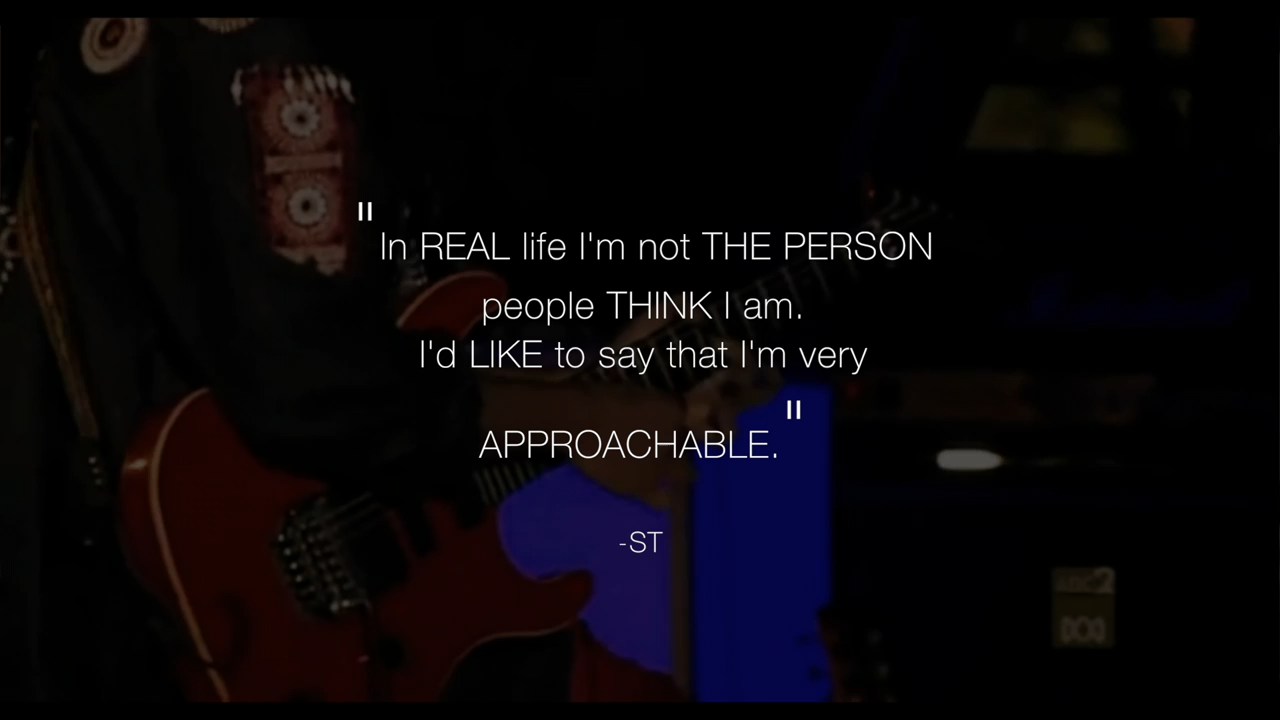 "In REAL life I'm not THE PERSON
people THINK I am.
I'd LIKE to say that I'm very
APPROACHABLE."
-ST